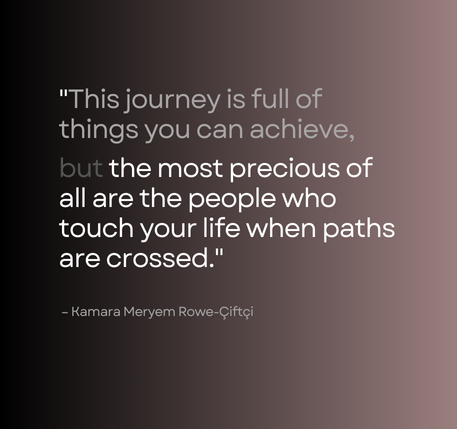 "This journey is full of
things you can achieve,
but the most precious of
all are the people who
touch your life when paths
are crossed."
– Kamara Meryem Rowe-Çiftçi